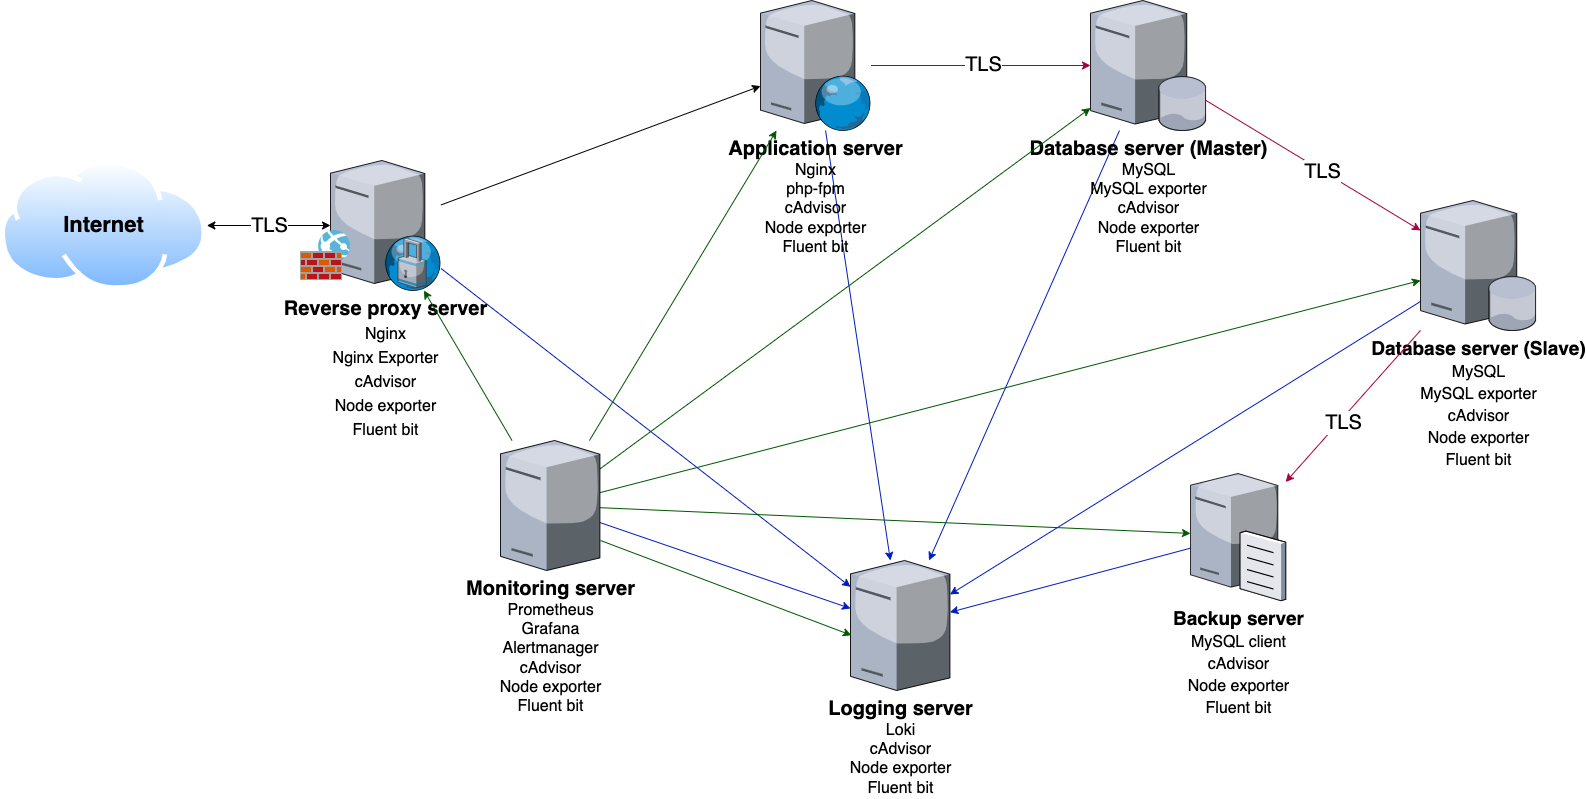 TLS
Application server
Nginx
php-fpm
cAdvisor
Node exporter
Fluent bit
Database server (Master)
MySQL
MySQL exporter
cAdvisor
Node exporter
Fluent bit
TLS
Internet
TLS
Reverse proxy server
Nginx
Nginx Exporter
cAdvisor
Node exporter
Fluent bit
Database server (Slave)
MySQL
MySQL exporter
cAdvisor
Node exporter
Fluent bit
TLS
Monitoring server
Prometheus
Grafana
Alertmanager
cAdvisor
Node exporter
Fluent bit
Backup server
MySQL client
cAdvisor
Node exporter
Fluent bit
Logging server
Loki
cAdvisor
Node exporter
Fluent bit